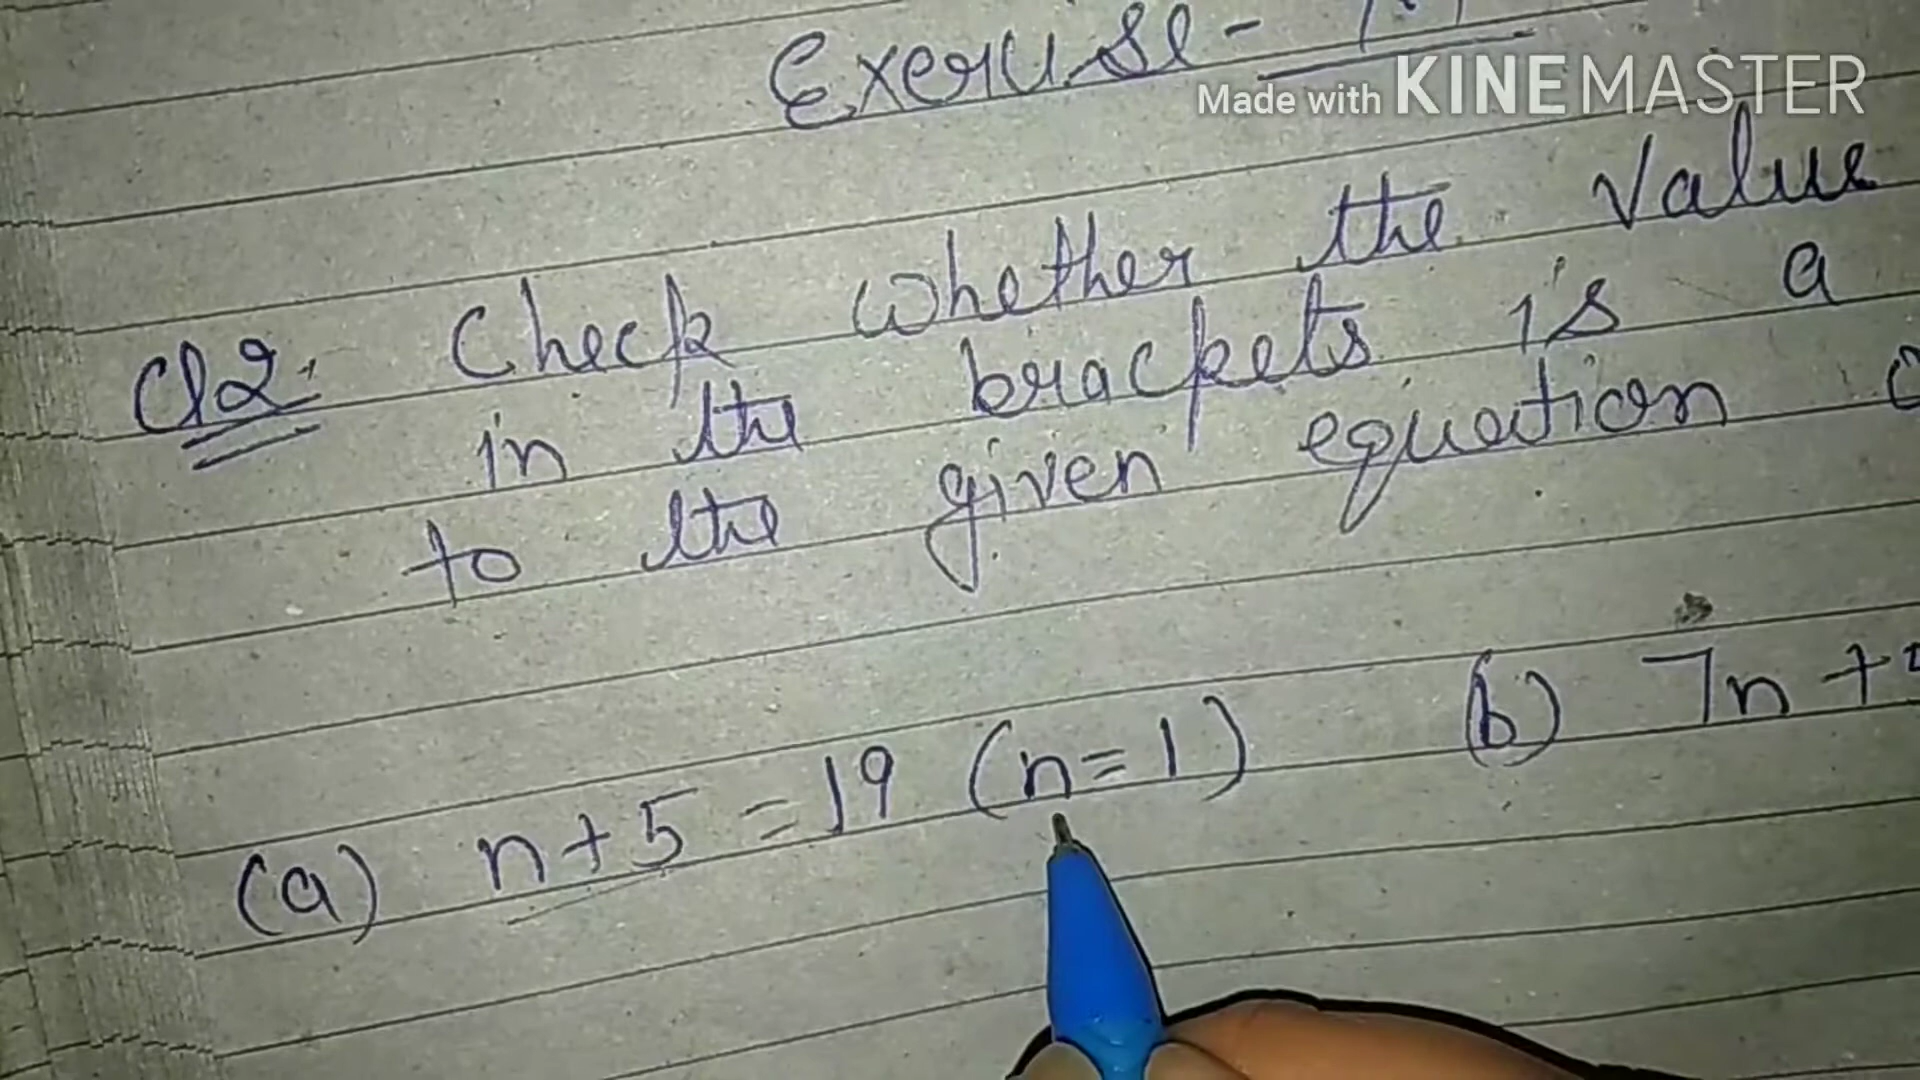 Exercise-
Made with KINEMASTER
Q2. Check whether the value
in the brackets is a
to the given equation
(a) n+5 = 19 (n=1) (b) 7n +